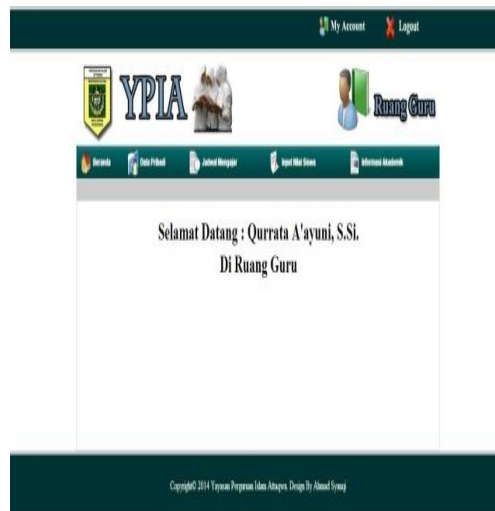 My Account Logout
YPIA Ruang Guru
Beranda Data Pribadi Jadwal Mengajar Input Nilai Siswa Informasi Akademik
Selamat Datang : Qurrata A'ayuni, S.Si.
Di Ruang Guru
Copyright© 2014 Yayasan Perguruan Islam Attaqwa. Design By Ahmad Syauqi